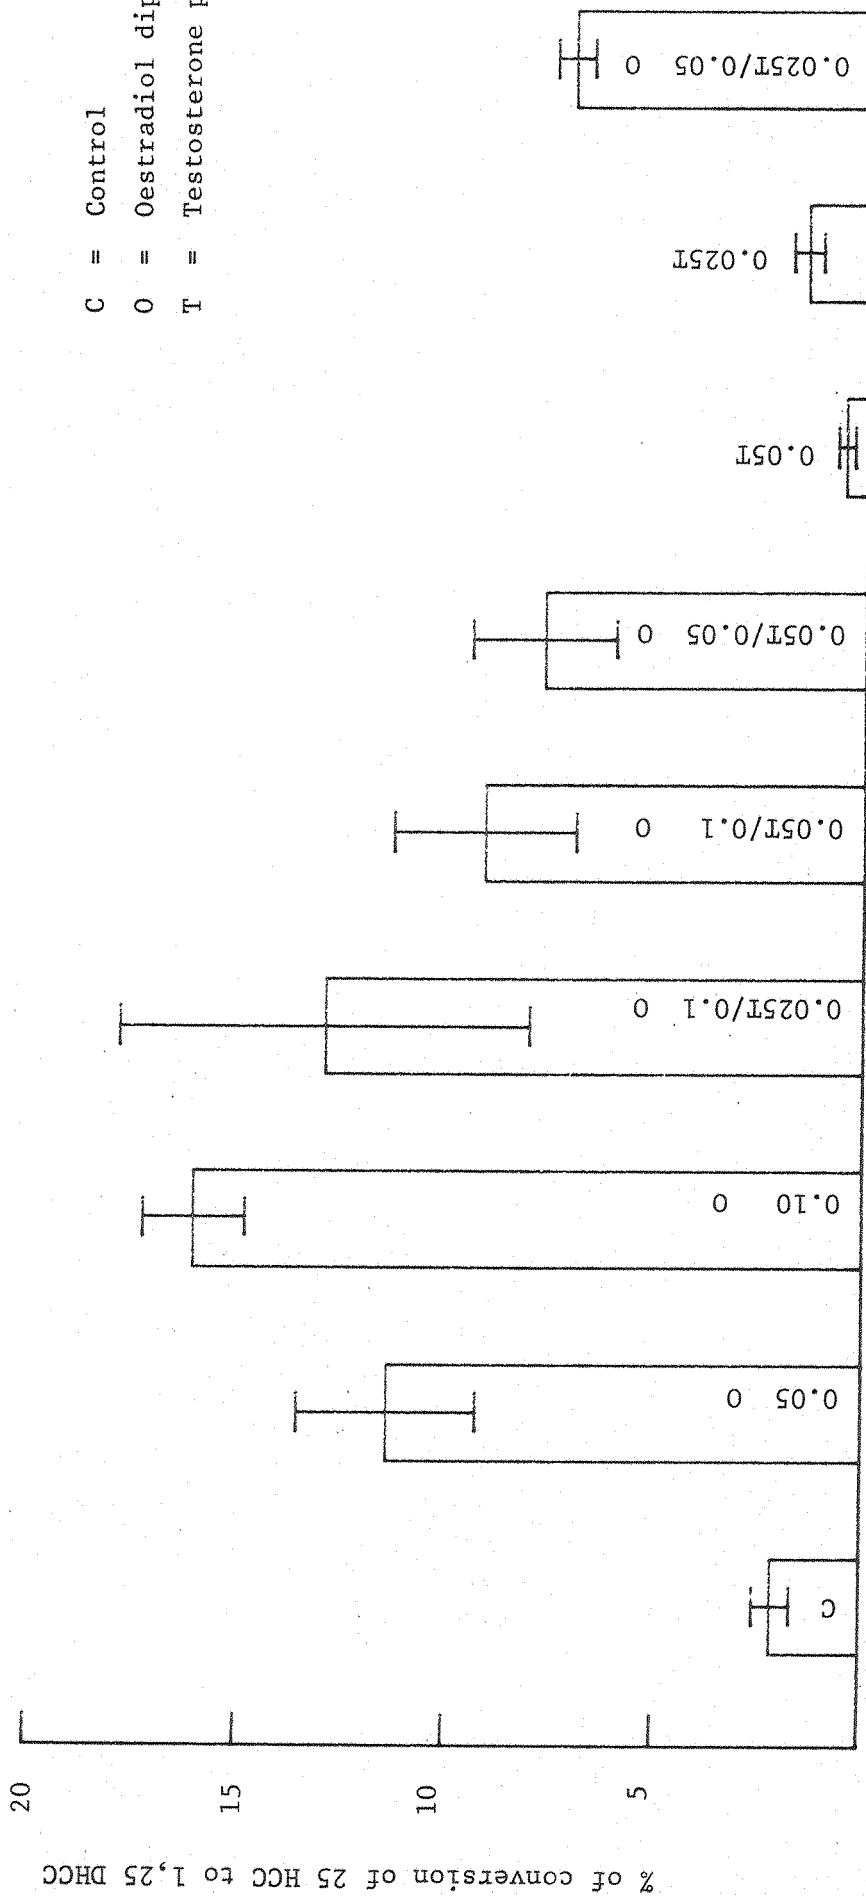 C = Control
O = Oestradiol dip
T = Testosterone p
% of conversion of 25 HCC to 1,25 DHCC
20
15
10
5
C
0.05 O
0.10 O
0.025T/0.1 O
0.05T/0.1 O
0.05T/0.05 O
0.05T
0.025T
0.025T/0.05 O